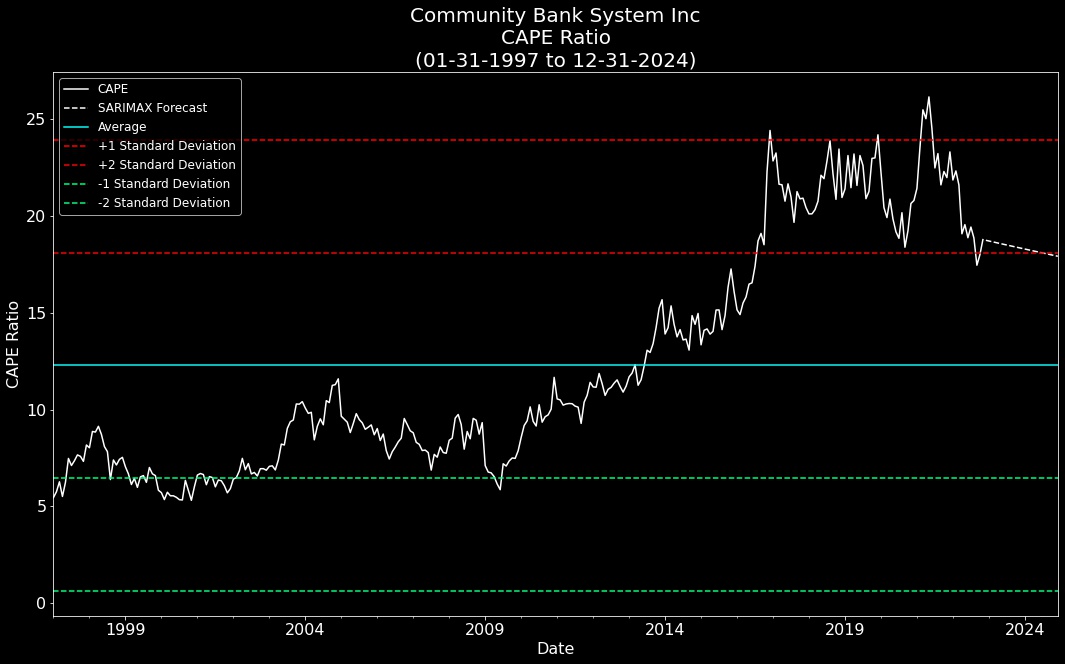 Community Bank System Inc
CAPE Ratio
(01-31-1997 to 12-31-2024)
CAPE
SARIMAX Forecast
Average
+1 Standard Deviation
+2 Standard Deviation
-1 Standard Deviation
-2 Standard Deviation
25
20
15
10
5
0
CAPE Ratio
1999
2004
2009
2014
2019
2024
Date